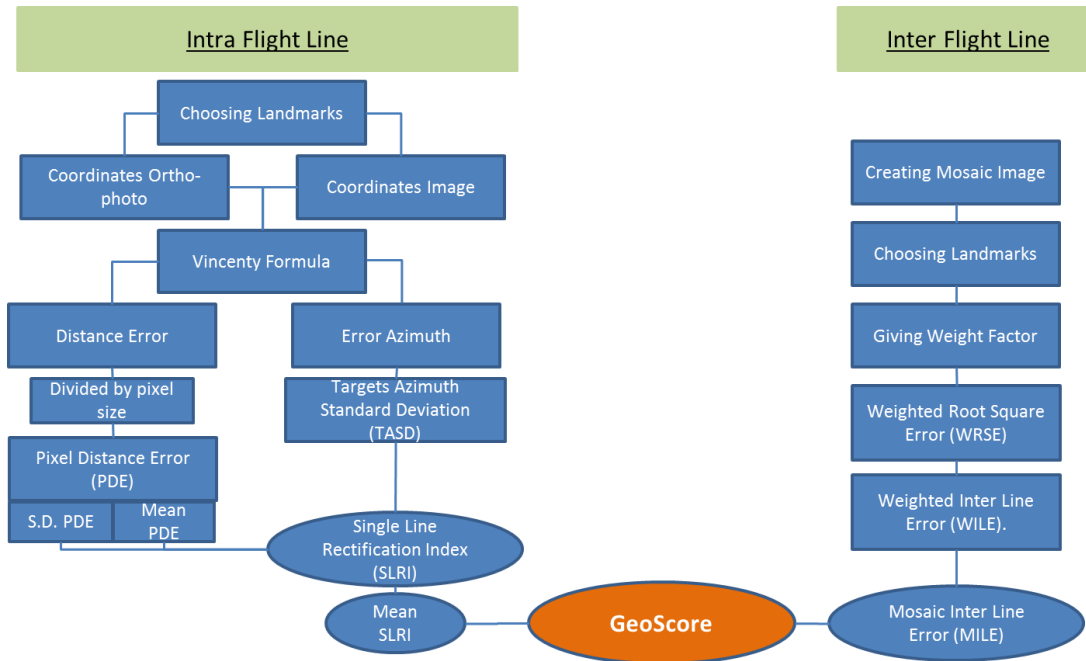 Intra Flight Line
Inter Flight Line
Choosing Landmarks
Coordinates Ortho-
photo
Coordinates Image
Vincenty Formula
Distance Error
Error Azimuth
Divided by pixel
size
Targets Azimuth
Standard Deviation
(TASD)
Pixel Distance Error
(PDE)
S.D. PDE
Mean
PDE
Single Line
Rectification Index
(SLRI)
Mean
SLRI
GeoScore
Creating Mosaic Image
Choosing Landmarks
Giving Weight Factor
Weighted Root Square
Error (WRSE)
Weighted Inter Line
Error (WILE).
Mosaic Inter Line
Error (MILE)